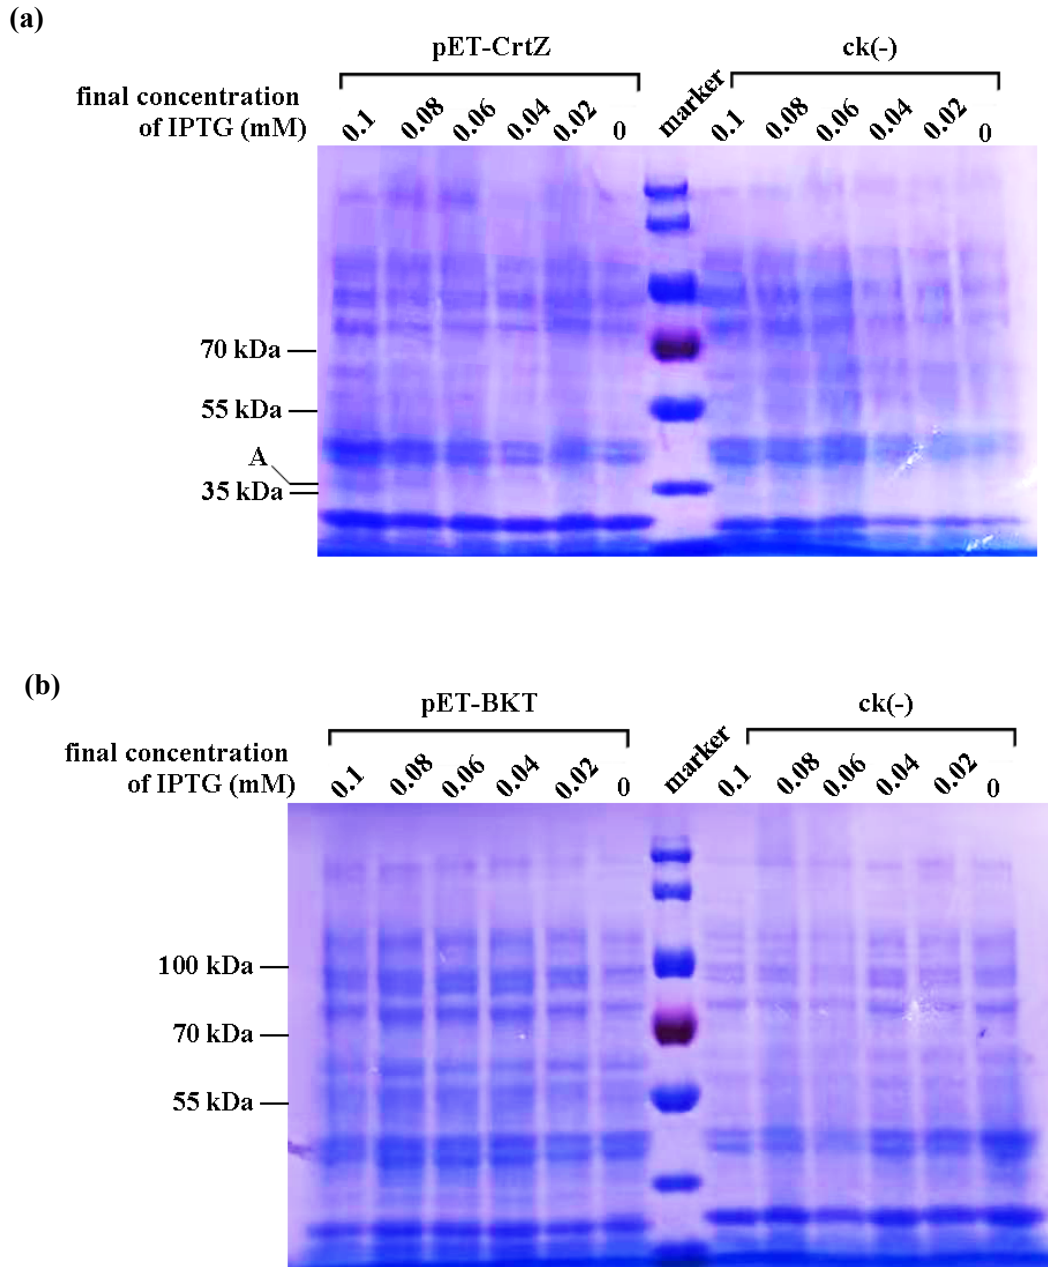 (a)
pET-CrtZ ck(-)
final concentration
of IPTG (mM) 0.1 0.08 0.06 0.04 0.02 0 marker 0.1 0.08 0.06 0.04 0.02 0
70 kDa
55 kDa
A
35 kDa
(b)
pET-BKT ck(-)
final concentration
of IPTG (mM) 0.1 0.08 0.06 0.04 0.02 0 marker 0.1 0.08 0.06 0.04 0.02 0
100 kDa
70 kDa
55 kDa